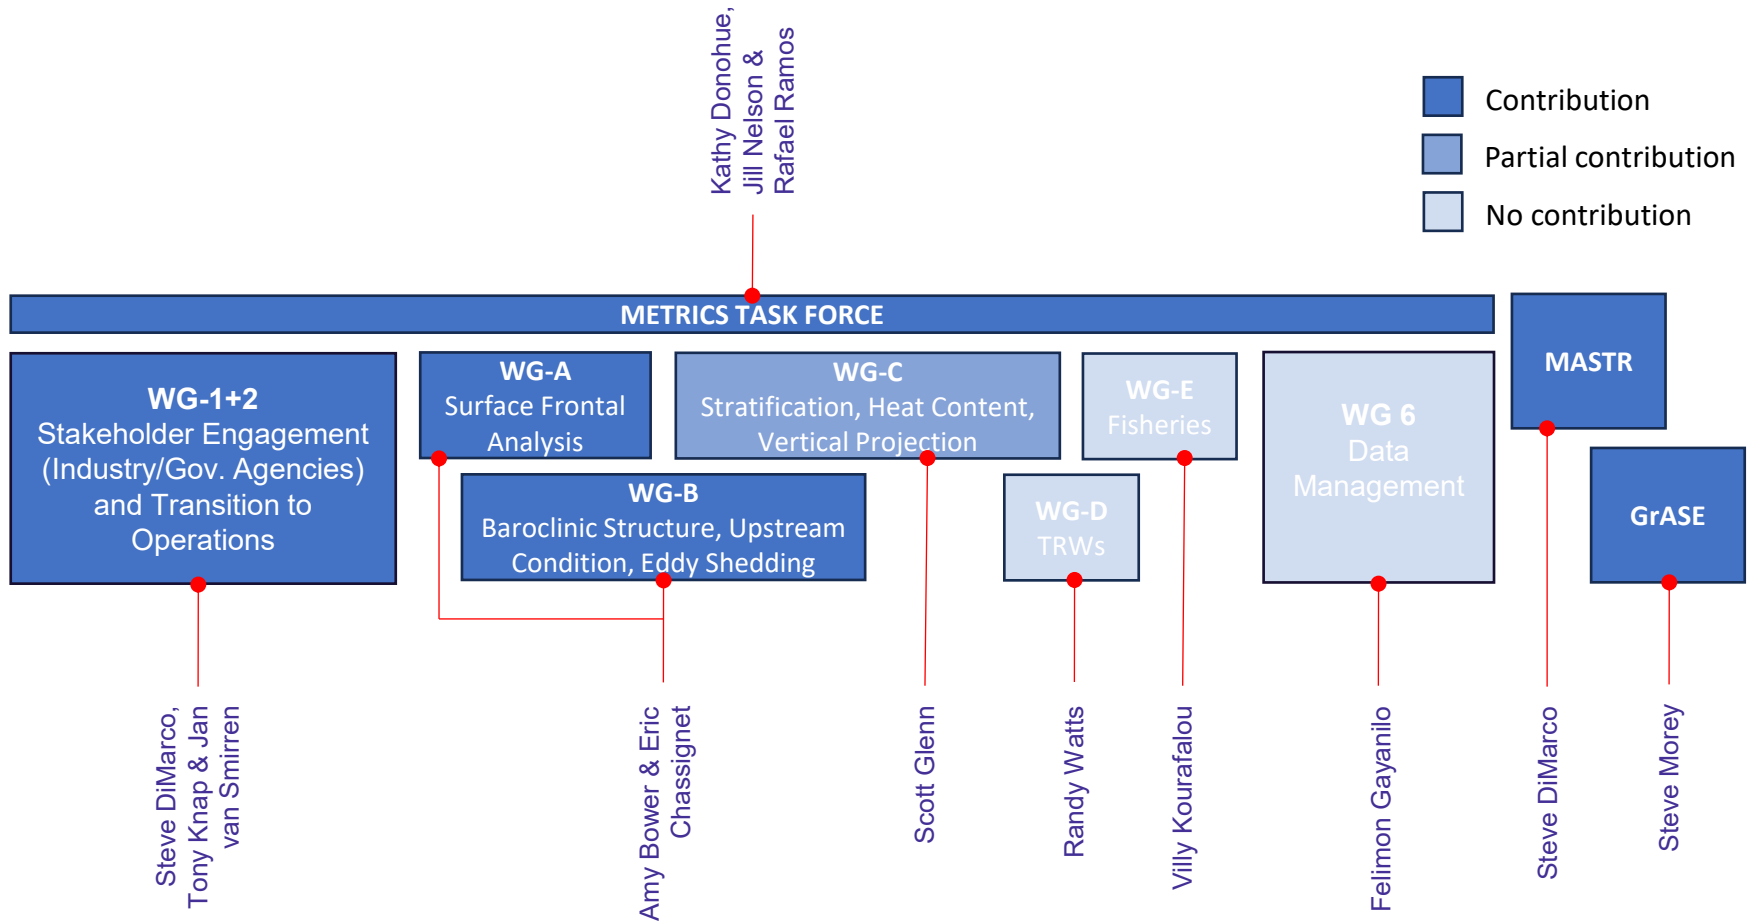 Kathy Donohue,
Jill Nelson &
Rafael Ramos
Contribution
Partial contribution
No contribution
METRICS TASK FORCE
WG-1+2
Stakeholder Engagement
(Industry/Gov. Agencies)
and Transition to
Operations
WG-A
Surface Frontal
Analysis
WG-B
Baroclinic Structure, Upstream
Condition, Eddy Shedding
WG-C
Stratification, Heat Content,
Vertical Projection
WG-D
TRWs
WG-E
Fisheries
WG 6
Data
Management
MASTR
GrASE
Steve DiMarco,
Tony Knap & Jan
van Smirren
Amy Bower & Eric
Chassignet
Scott Glenn
Randy Watts
Villy Kourafalou
Felimon Gayanilo
Steve DiMarco
Steve Morey